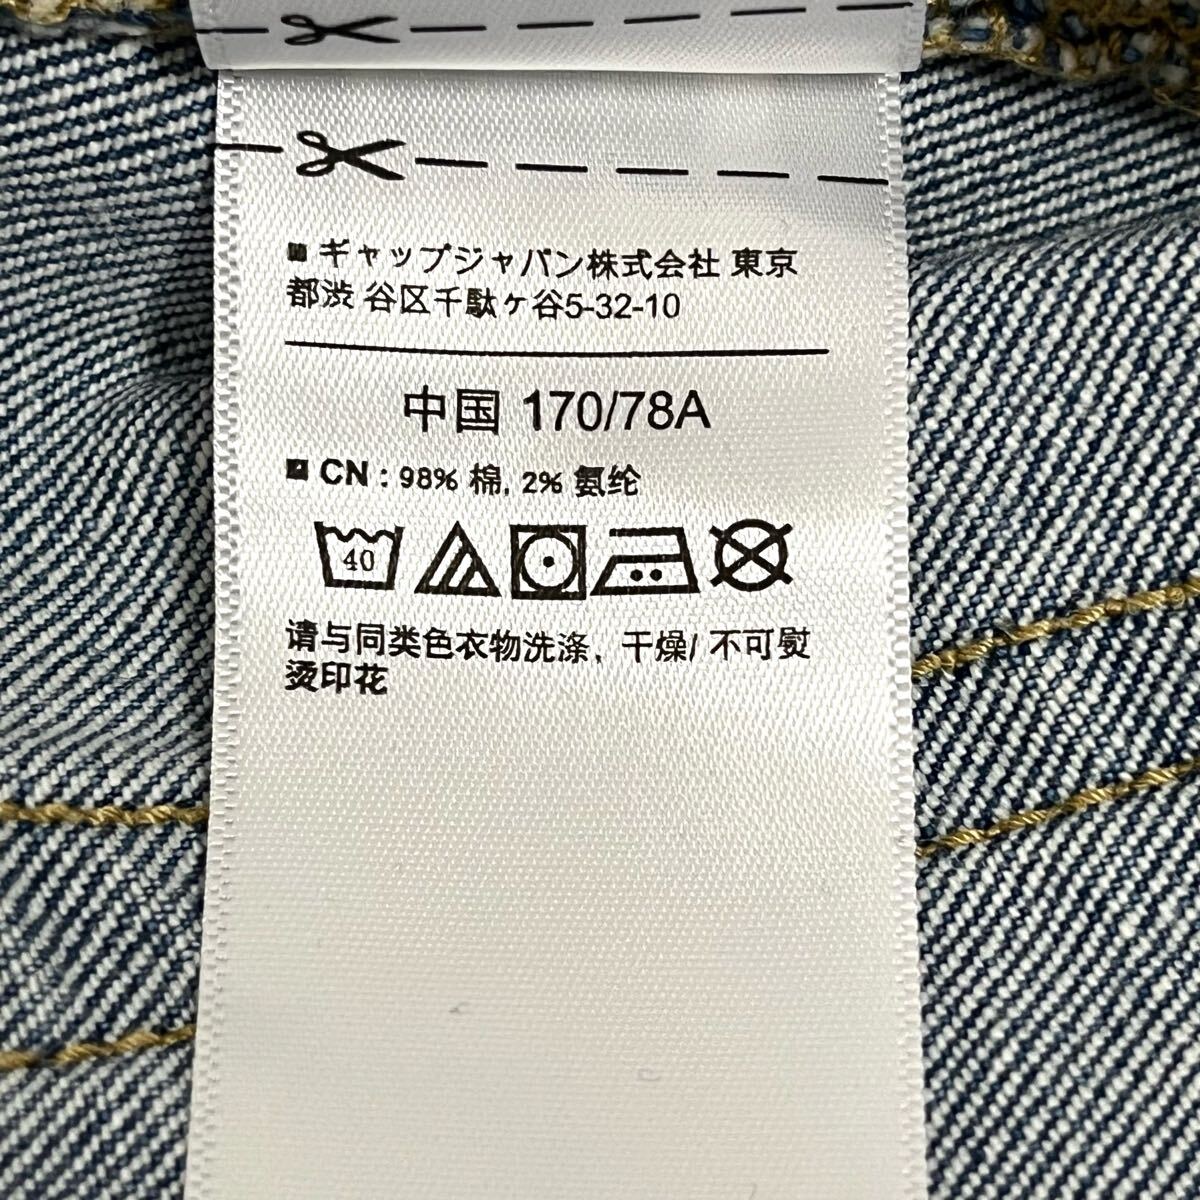 ■ ギャップジャパン株式会社 東京
都渋 谷区千駄ヶ谷5-32-10
中国 170/78A
■ CN : 98% 棉, 2% 氨纶
40
请与同类色衣物洗涤, 干燥/ 不可熨
烫印花